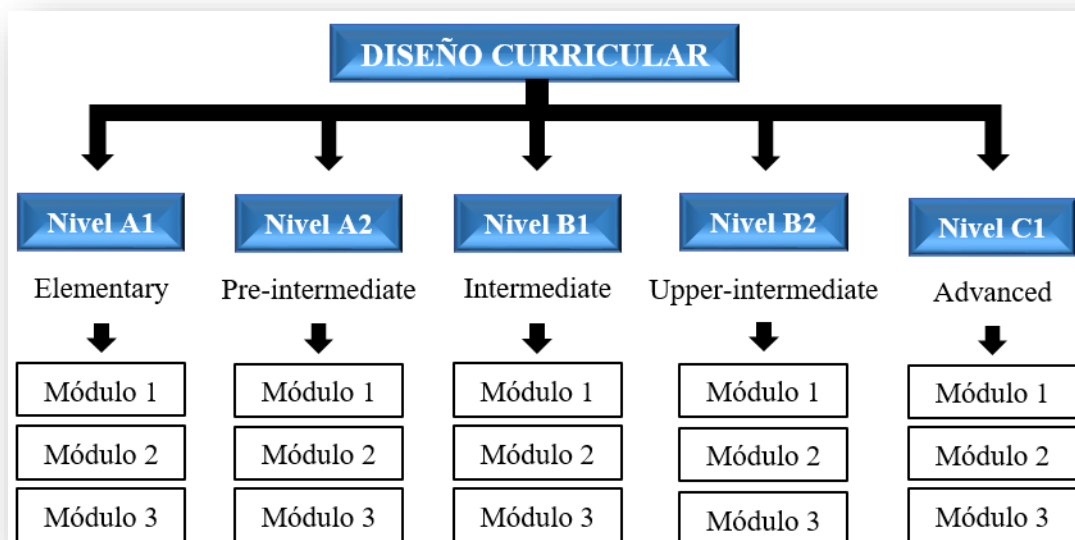 DISEÑO CURRICULAR
Nivel A1
Nivel A2
Nivel B1
Nivel B2
Nivel C1
Elementary
Pre-intermediate
Intermediate
Upper-intermediate
Advanced
Módulo 1
Módulo 1
Módulo 1
Módulo 1
Módulo 1
Módulo 2
Módulo 2
Módulo 2
Módulo 2
Módulo 2
Módulo 3
Módulo 3
Módulo 3
Módulo 3
Módulo 3